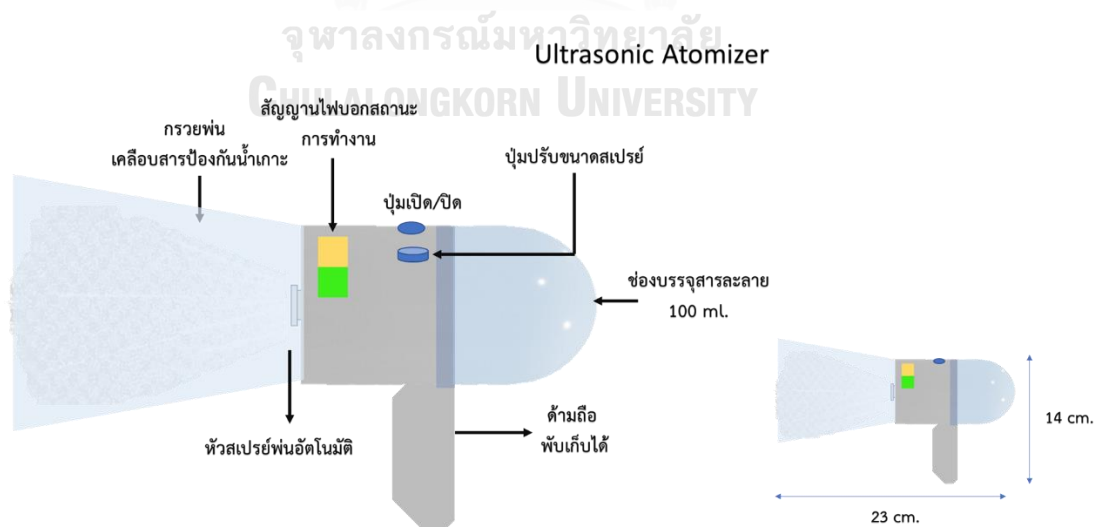 จุฬาลงกรณ์มหาวิทยาลัย
CHULALONGKORN UNIVERSITY
Ultrasonic Atomizer
สัญญานไฟบอกสถานะ
การทำงาน
กรวยพ่น
เคลือบสารป้องกันน้ำเกาะ
ปุ่มปรับขนาดสเปรย์
ปุ่มเปิด/ปิด
ช่องบรรจุสารละลาย
100 ml.
หัวสเปรย์พ่นอัตโนมัติ
ด้ามถือ
พับเก็บได้
14 cm.
23 cm.